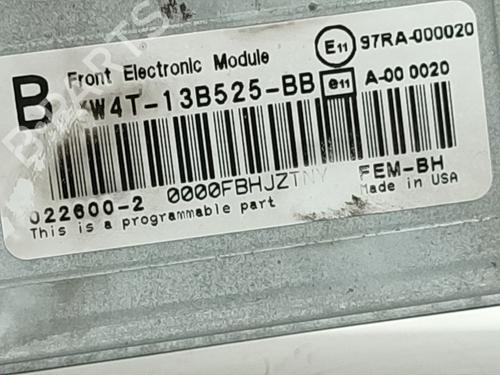 Front Electronic Module
B
W4T-13B525-BB
E11
97RA-000020
e11
A-00 0020
022600-2
0000FBHJZTNY
FEM-BH
This is a programmable part
Made in USA
B-PARTS